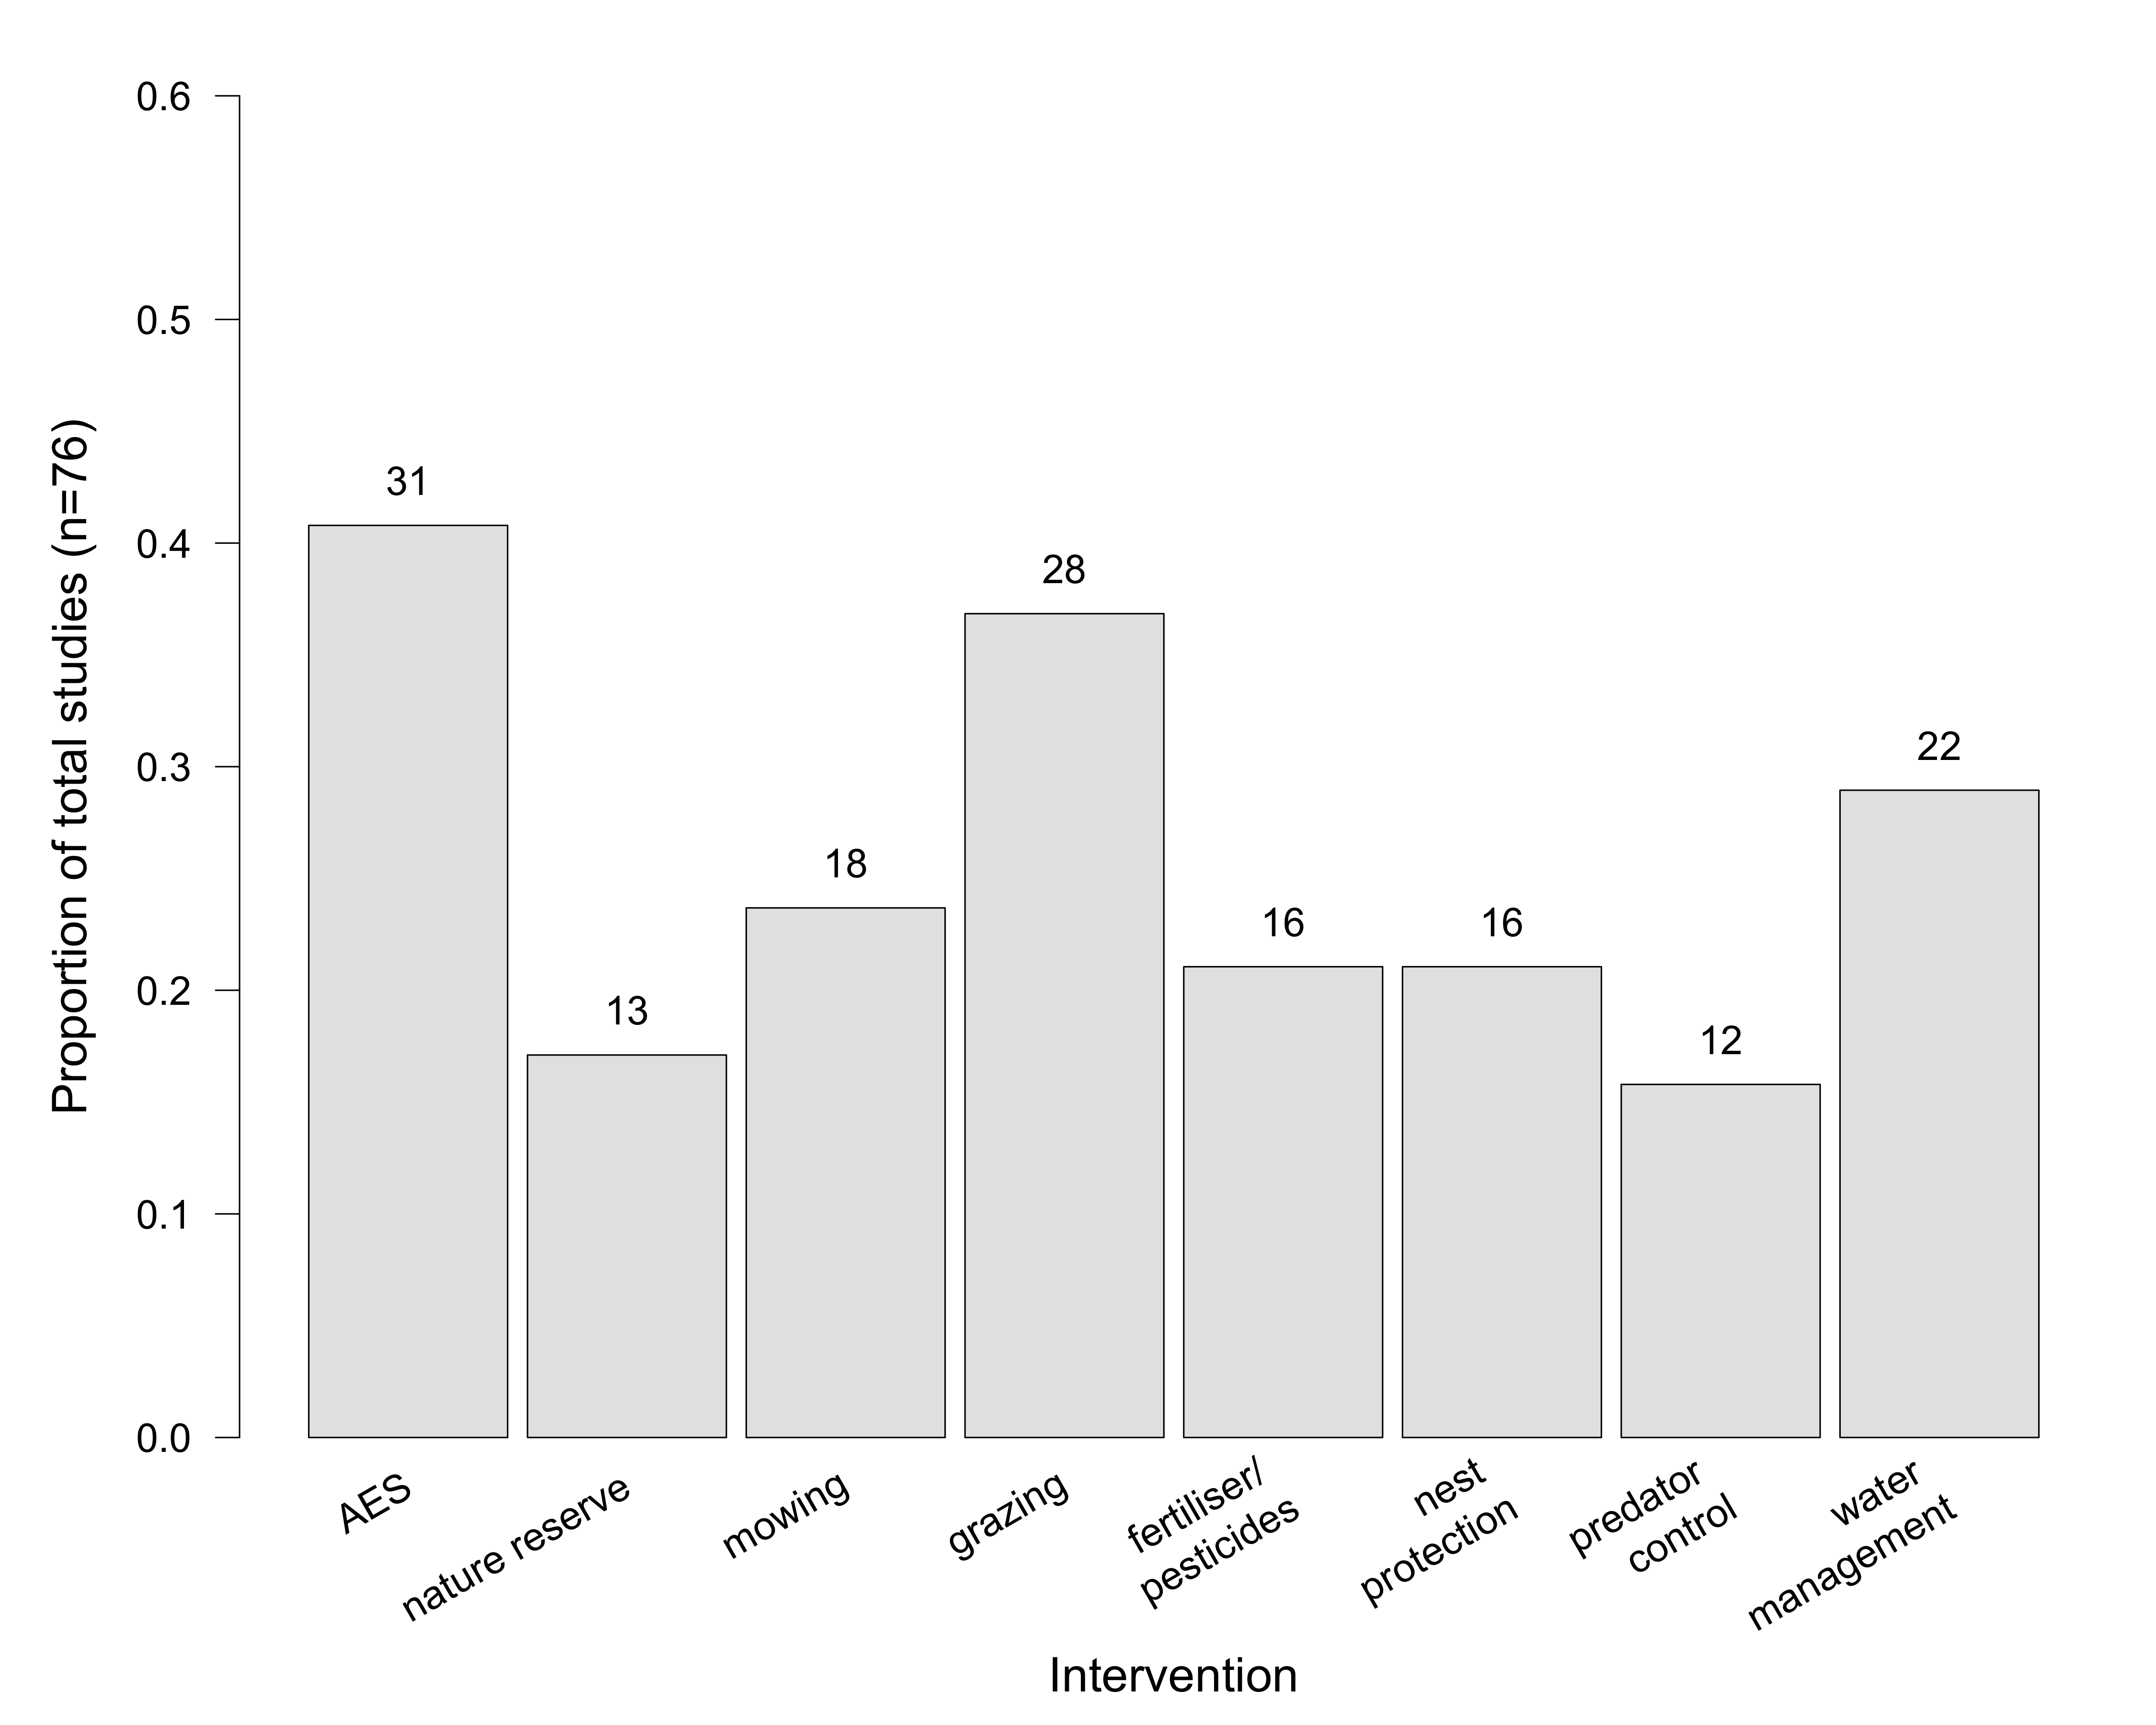 Proportion of total studies (n=76)
0.6
0.5
0.4
0.3
0.2
0.1
0.0
31
13
18
28
16
16
12
22
AES
nature reserve
mowing
grazing
fertiliser/
pesticides
nest
protection
predator
control
water
management
Intervention